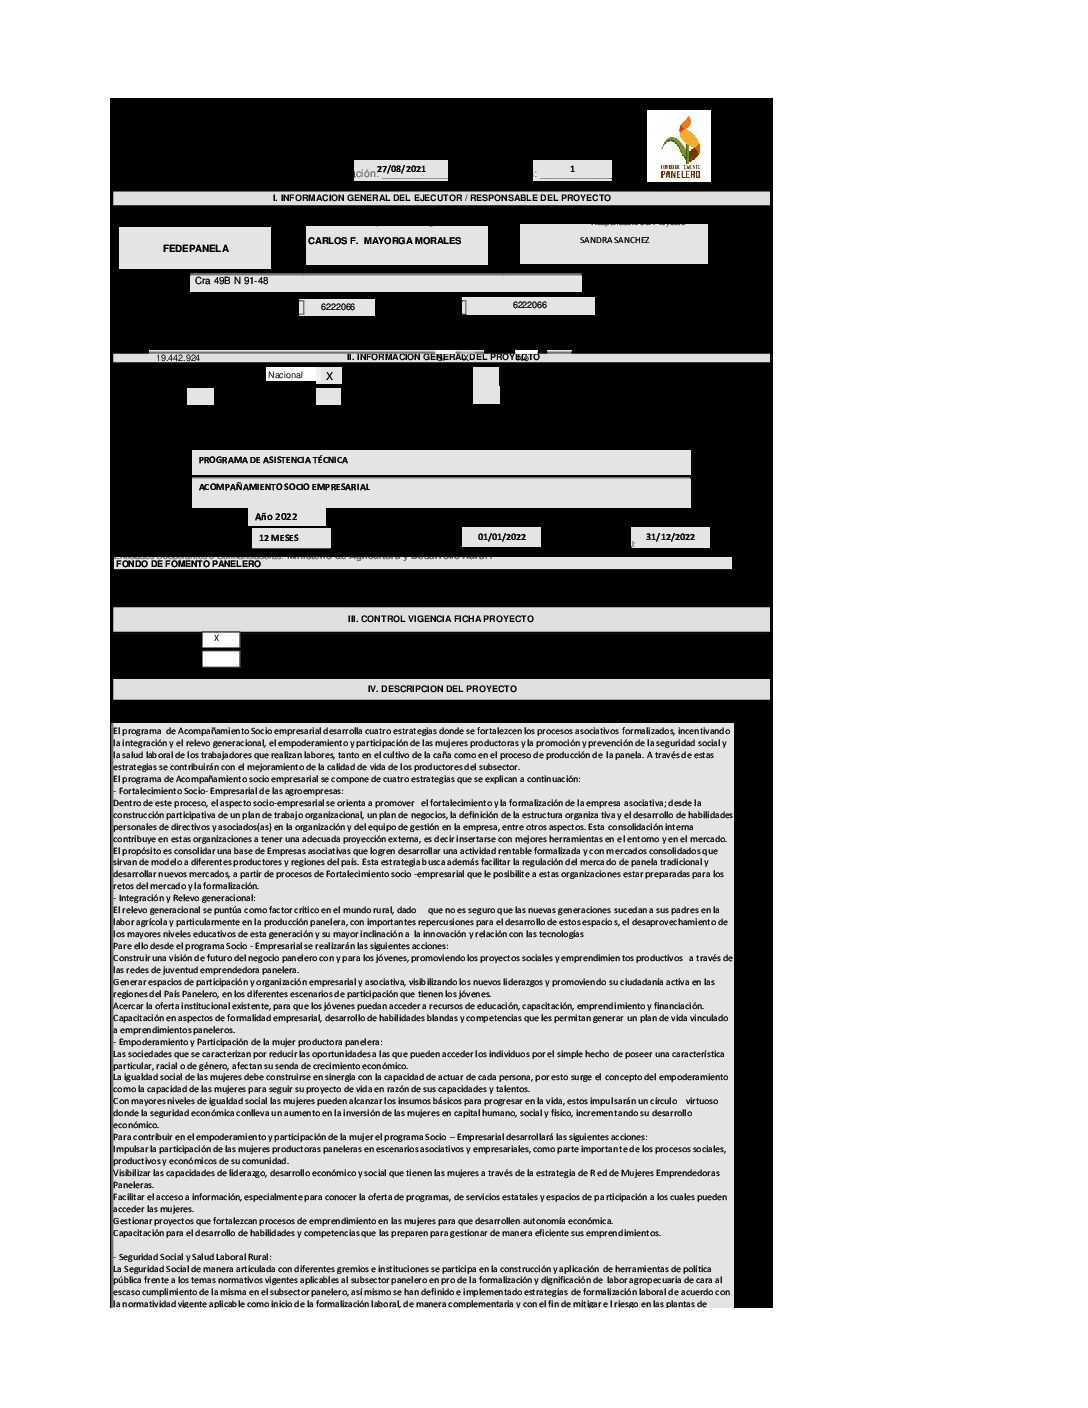 27/08/2021
1
FONDO DE FOMENTO
PANELERO
I. INFORMACION GENERAL DEL EJECUTOR / RESPONSABLE DEL PROYECTO
FEDEPANELA
CARLOS F. MAYORGA MORALES
SANDRA SANCHEZ
Cra 49B N 91-48
6222066
6222066
19.442.924
II. INFORMACION GENERAL DEL PROYECTO
Nacional X
PROGRAMA DE ASISTENCIA TÉCNICA
ACOMPAÑAMIENTO SOCIO EMPRESARIAL
Año 2022
12 MESES 01/01/2022 31/12/2022
FONDO DE FOMENTO PANELERO
III. CONTROL VIGENCIA FICHA PROYECTO
X
IV. DESCRIPCION DEL PROYECTO
El programa de Acompañamiento Socio empresarial desarrolla cuatro estrategias donde se fortalezcen los procesos asociativos formalizados, incentivando
la integración y el relevo generacional, el empoderamiento y participación de las mujeres productoras y la promoción y prevención de la seguridad social y
la salud laboral de los trabajadores que realizan labores, tanto en el cultivo de la caña como en el proceso de producción de la panela. A través de estas
estrategias se contribuirán con el mejoramiento de la calidad de vida de los productores del subsector.
El programa de Acompañamiento socio empresarial se compone de cuatro estrategias que se explican a continuación:
- Fortalecimiento Socio- Empresarial de las agroempresas:
Dentro de este proceso, el aspecto socio-empresarial se orienta a promover el fortalecimiento y la formalización de la empresa asociativa; desde la
construcción participativa de un plan de trabajo organizacional, un plan de negocios, la definición de la estructura organizativa y el desarrollo de habilidades
personales de directivos y asociados(as) en la organización y del equipo de gestión en la empresa, entre otros aspectos. Esta consolidación interna
contribuye en estas organizaciones a tener una adecuada proyección externa, es decir insertarse con mejores herramientas en el entorno y en el mercado.
El propósito es consolidar una base de Empresas asociativas que logren desarrollar una actividad rentable formalizada y con mercados consolidados que
sirvan de modelo a diferentes productores y regiones del país. Esta estrategia busca además facilitar la regulación del mercado de panela tradicional y
desarrollar nuevos mercados, a partir de procesos de Fortalecimiento socio -empresarial que le posibilite a estas organizaciones estar preparadas para los
retos del mercado y la formalización.
- Integración y Relevo generacional:
El relevo generacional se puntúa como factor crítico en el mundo rural, dado que no es seguro que las nuevas generaciones sucedan a sus padres en la
labor agrícola y particularmente en la producción panelera, con importantes repercusiones para el desarrollo de estos espacios, el desaprovechamiento de
los mayores niveles educativos de esta generación y su mayor inclinación a la innovación y relación con las tecnologías
Pare ello desde el programa Socio - Empresarial se realizarán las siguientes acciones:
Construir una visión de futuro del negocio panelero con y para los jóvenes, promoviendo los proyectos sociales y emprendimientos productivos a través de
las redes de juventud emprendedora panelera.
Generar espacios de participación y organización empresarial y asociativa, visibilizando los nuevos liderazgos y promoviendo su ciudadanía activa en las
regiones del País Panelero, en los diferentes escenarios de participación que tienen los jóvenes.
Acercar la oferta institucional existente, para que los jóvenes puedan acceder a recursos de educación, capacitación, emprendimiento y financiación.
Capacitación en aspectos de formalidad empresarial, desarrollo de habilidades blandas y competencias que les permitan generar un plan de vida vinculado
a emprendimientos paneleros.
- Empoderamiento y Participación de la mujer productora panelera:
Las sociedades que se caracterizan por reducir las oportunidades a las que pueden acceder los individuos por el simple hecho de poseer una característica
particular, racial o de género, afectan su senda de crecimiento económico.
La igualdad social de las mujeres debe construirse en sinergia con la capacidad de actuar de cada persona, por esto surge el concepto del empoderamiento
como la capacidad de las mujeres para seguir su proyecto de vida en razón de sus capacidades y talentos.
Con mayores niveles de igualdad social las mujeres pueden alcanzar los insumos básicos para progresar en la vida, estos impulsarán un círculo virtuoso
donde la seguridad económica conlleva un aumento en la inversión de las mujeres en capital humano, social y físico, incrementando su desarrollo
económico.
Para contribuir en el empoderamiento y participación de la mujer el programa Socio – Empresarial desarrollará las siguientes acciones:
Impulsar la participación de las mujeres productoras paneleras en escenarios asociativos y empresariales, como parte importante de los procesos sociales,
productivos y económicos de su comunidad.
Visibilizar las capacidades de liderazgo, desarrollo económico y social que tienen las mujeres a través de la estrategia de Red de Mujeres Emprendedoras
Paneleras.
Facilitar el acceso a información, especialmente para conocer la oferta de programas, de servicios estatales y espacios de participación a los cuales pueden
acceder las mujeres.
Gestionar proyectos que fortalezcan procesos de emprendimiento en las mujeres para que desarrollen autonomía económica.
Capacitación para el desarrollo de habilidades y competencias que las preparen para gestionar de manera eficiente sus emprendimientos.
- Seguridad Social y Salud Laboral Rural:
La Seguridad Social de manera articulada con diferentes gremios e instituciones se participa en la construcción y aplicación de herramientas de política
pública frente a los temas normativos vigentes aplicables al subsector panelero en pro de la formalización y dignificación de labor agropecuaria de cara al
escaso cumplimiento de la misma en el subsector panelero, así mismo se han definido e implementado estrategias de formalización laboral de acuerdo con
la normatividad vigente aplicable como inicio de la formalización laboral, de manera complementaria y con el fin de mitigar el riesgo en las plantas de